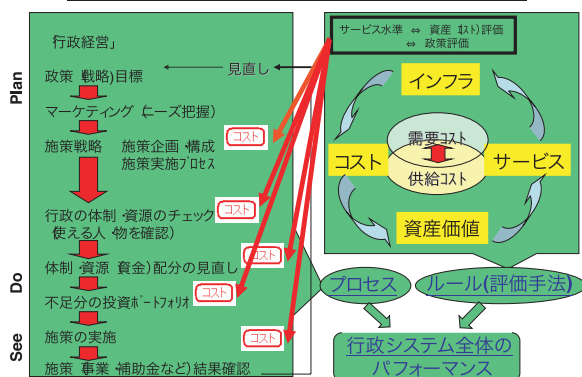 Plan
Do
See
「行政経営」
政策(戦略)目標
見直し
マーケティング(ニーズ把握)
施策戦略 施策企画・構成
施策実施プロセス
コスト
行政の体制・資源のチェック
(使える人・物を確認)
コスト
体制・資源(資金)配分の見直し
コスト
不足分の投資ポートフォリオ
コスト
施策の実施
コスト
施策(事業・補助金など)結果確認
サービス水準 ⇔ 資産(コスト)評価
⇔ 政策評価
インフラ
需要コスト
コスト
サービス
供給コスト
資産価値
プロセス
ルール(評価手法)
行政システム全体の
パフォーマンス